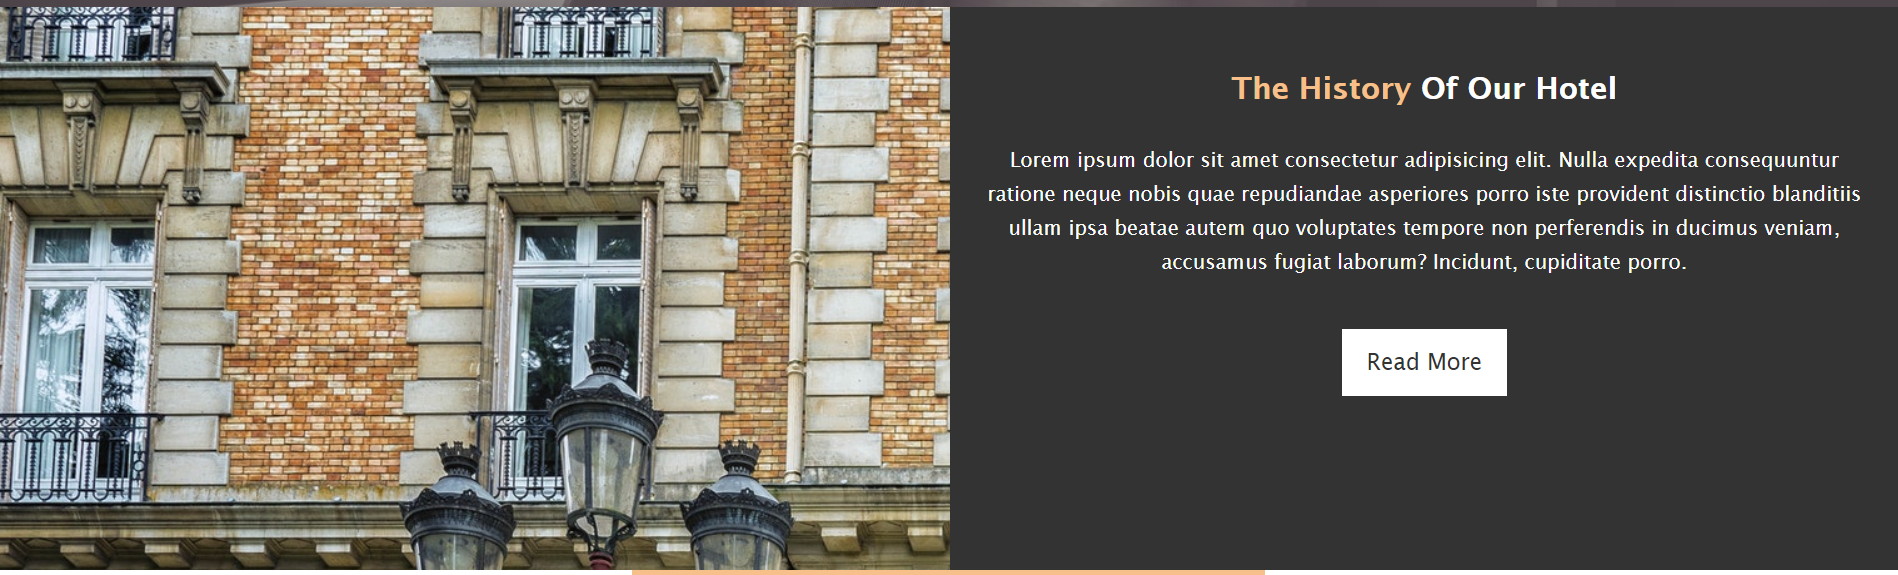 The History Of Our Hotel
Lorem ipsum dolor sit amet consectetur adipisicing elit. Nulla expedita consequuntur
ratione neque nobis quae repudiandae asperiores porro iste provident distinctio blanditiis
ullam ipsa beatae autem quo voluptates tempore non perferendis in ducimus veniam,
accusamus fugiat laborum? Incidunt, cupiditate porro.
Read More